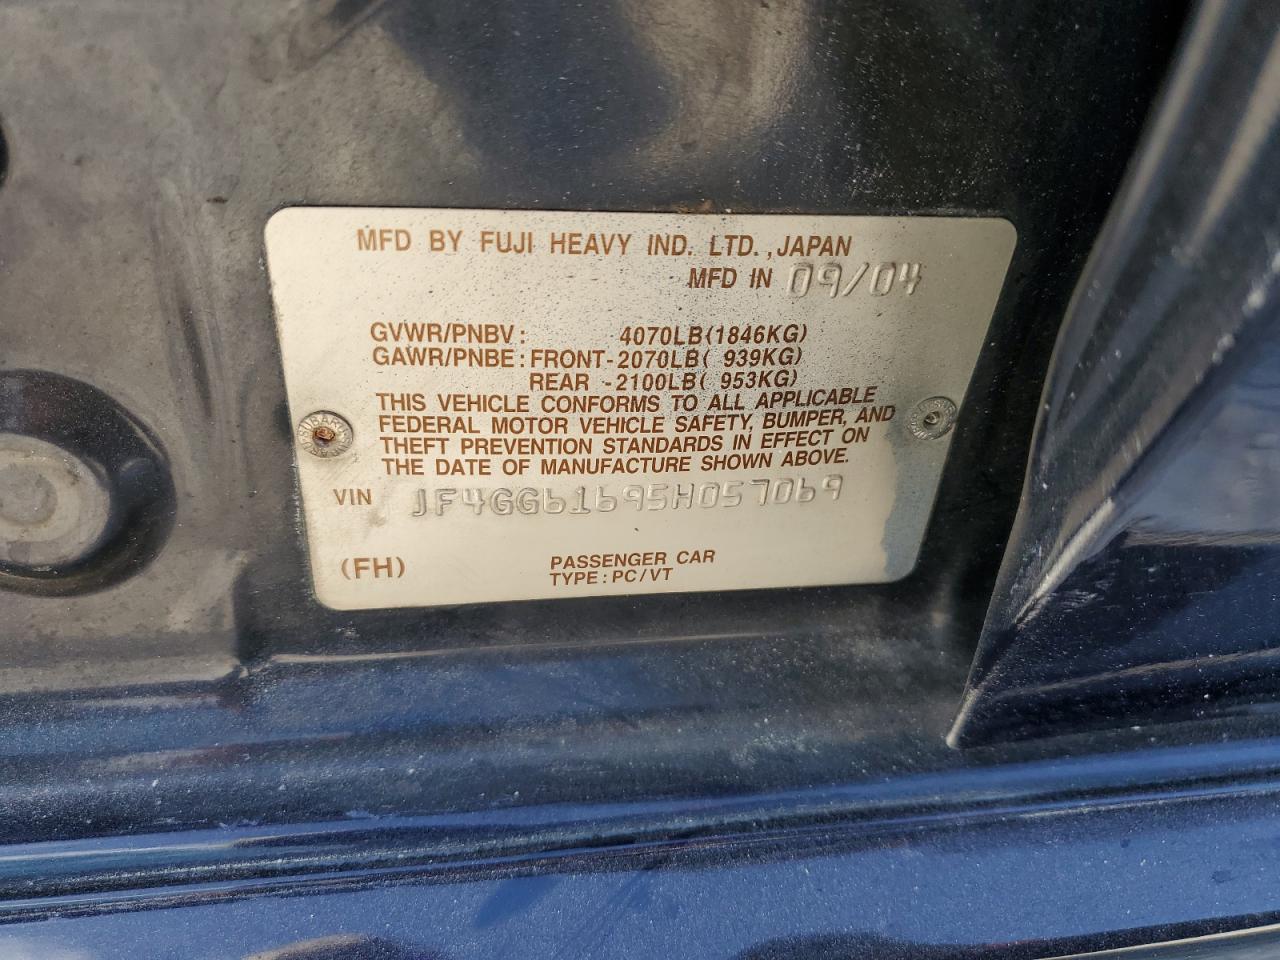 MFD BY FUJI HEAVY IND. LTD., JAPAN
MFD IN 09/04
GVWR/PNBV: 4070LB(1846KG)
GAWR/PNBE: FRONT-2070LB( 939KG)
REAR -2100LB( 953KG)
THIS VEHICLE CONFORMS TO ALL APPLICABLE
FEDERAL MOTOR VEHICLE SAFETY, BUMPER, AND
THEFT PREVENTION STANDARDS IN EFFECT ON
THE DATE OF MANUFACTURE SHOWN ABOVE.
VIN JF4GG61695H057069
(FH) PASSENGER CAR
TYPE: PC/VT